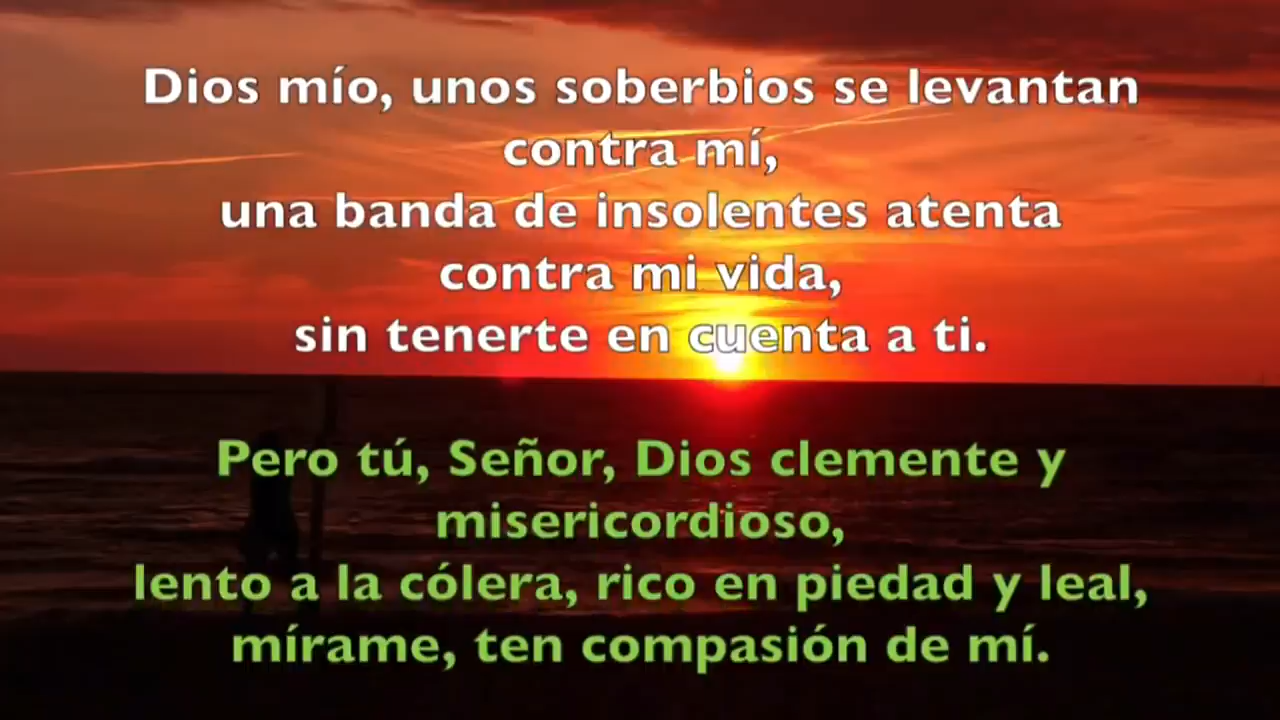 Dios mío, unos soberbios se levantan
contra mí,
una banda de insolentes atenta
contra mi vida,
sin tenerte en cuenta a ti.
Pero tú, Señor, Dios clemente y
misericordioso,
lento a la cólera, rico en piedad y leal,
mírame, ten compasión de mí.